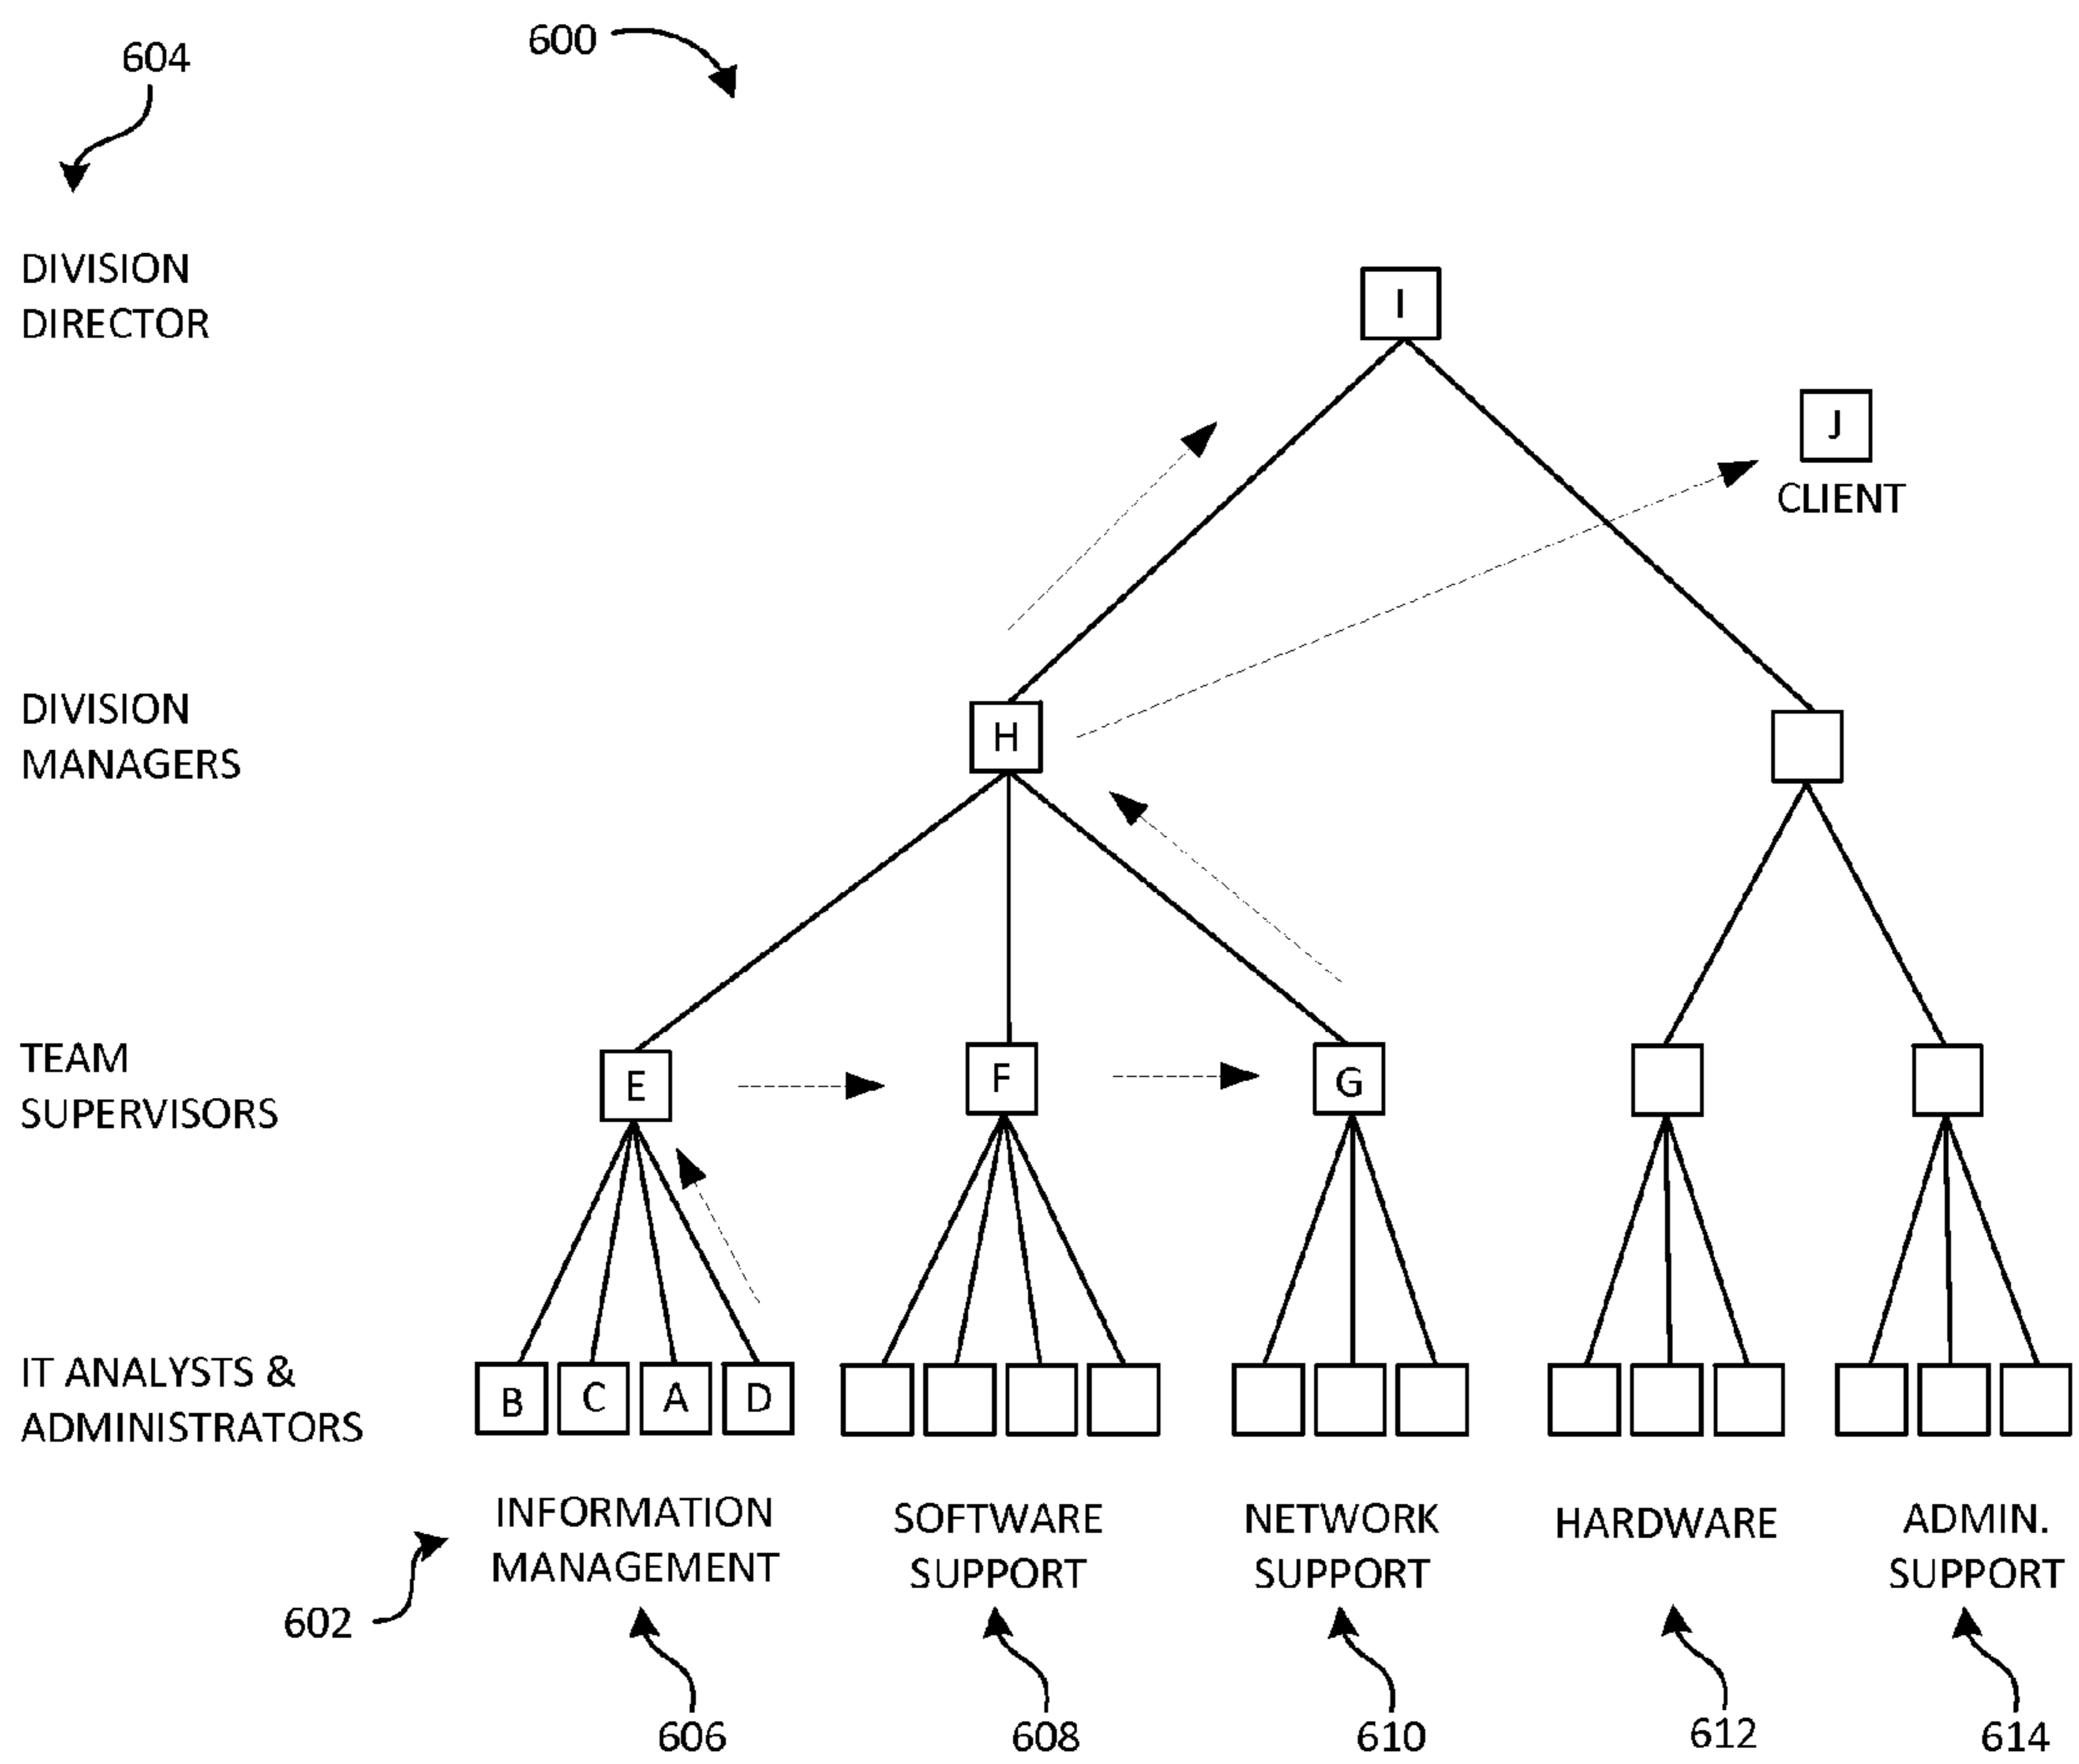 604
600
DIVISION
DIRECTOR
I
J
CLIENT
DIVISION
MANAGERS
H
TEAM
SUPERVISORS
E
F
G
IT ANALYSTS &
ADMINISTRATORS
B
C
A
D
INFORMATION
MANAGEMENT
SOFTWARE
SUPPORT
NETWORK
SUPPORT
HARDWARE
ADMIN.
SUPPORT
602
606
608
610
612
614